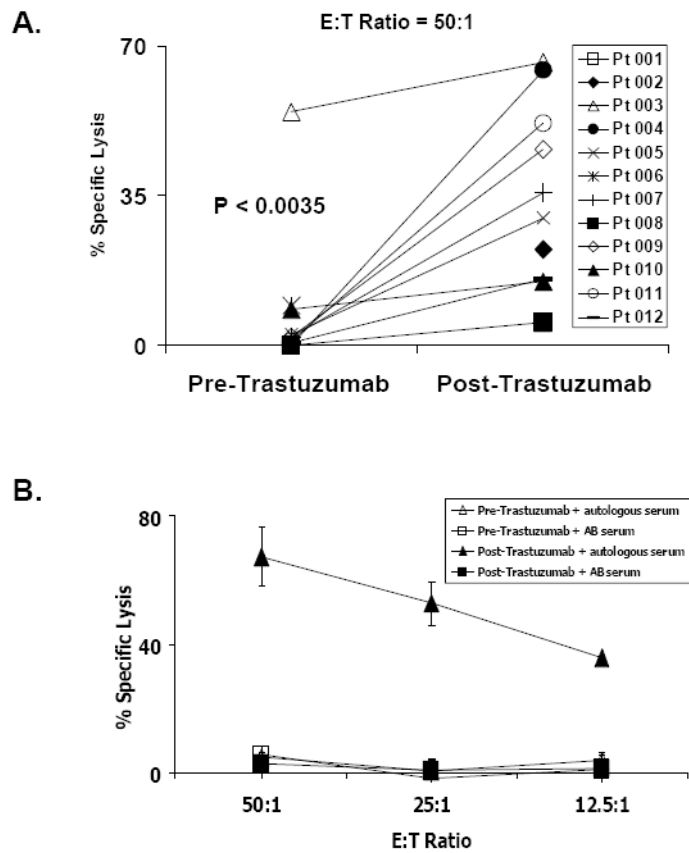 A.
E:T Ratio = 50:1
70
35
0
% Specific Lysis
P < 0.0035
Pre-Trastuzumab
Post-Trastuzumab
Pt 001
Pt 002
Pt 003
Pt 004
Pt 005
Pt 006
Pt 007
Pt 008
Pt 009
Pt 010
Pt 011
Pt 012
B.
80
40
0
% Specific Lysis
Pre-Trastuzumab + autologous serum
Pre-Trastuzumab + AB serum
Post-Trastuzumab + autologous serum
Post-Trastuzumab + AB serum
50:1
25:1
12.5:1
E:T Ratio